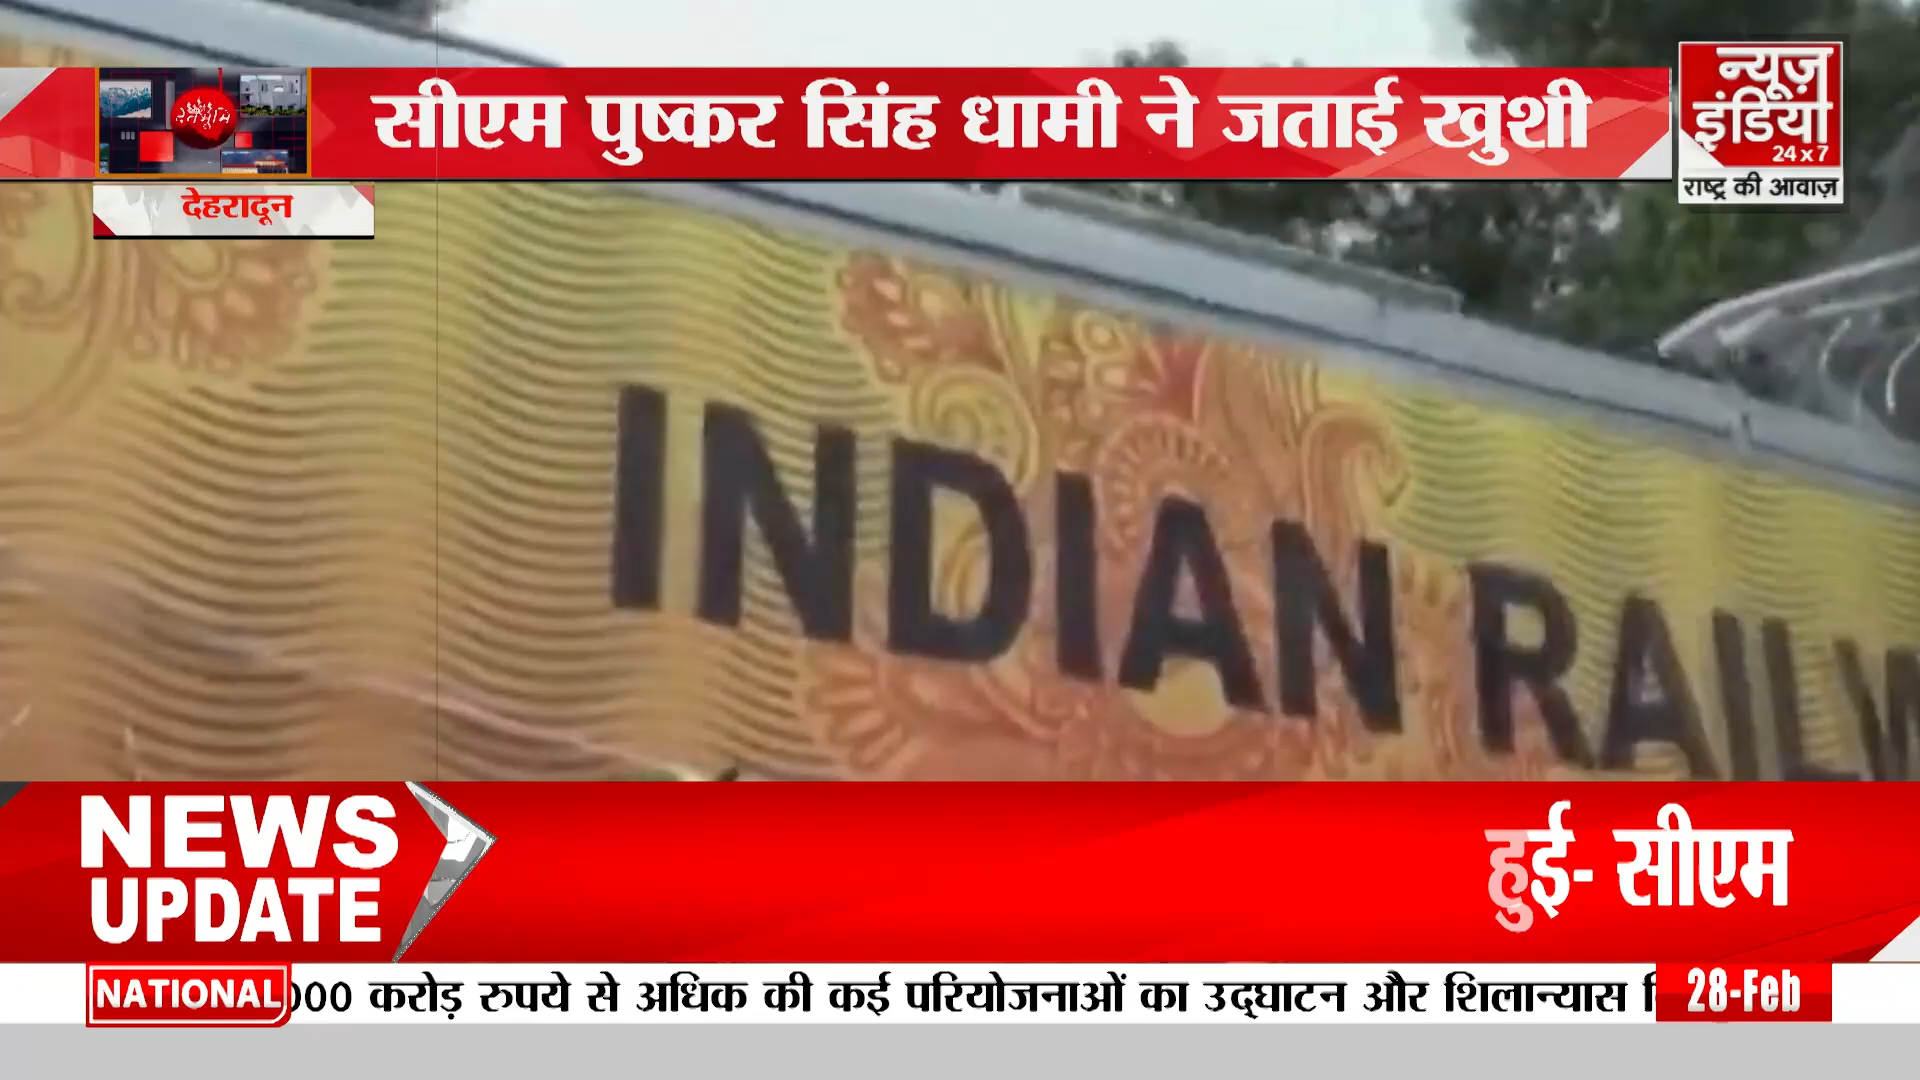 सीएम पुष्कर सिंह धामी ने जताई खुशी
न्यूज़
इंडिया
24x7
राष्ट्र की आवाज़
देहरादून
INDIAN RAILW
NEWS
UPDATE
हुई- सीएम
NATIONAL
000 करोड़ रुपये से अधिक की कई परियोजनाओं का उद्घाटन और शिलान्यास
28-Feb